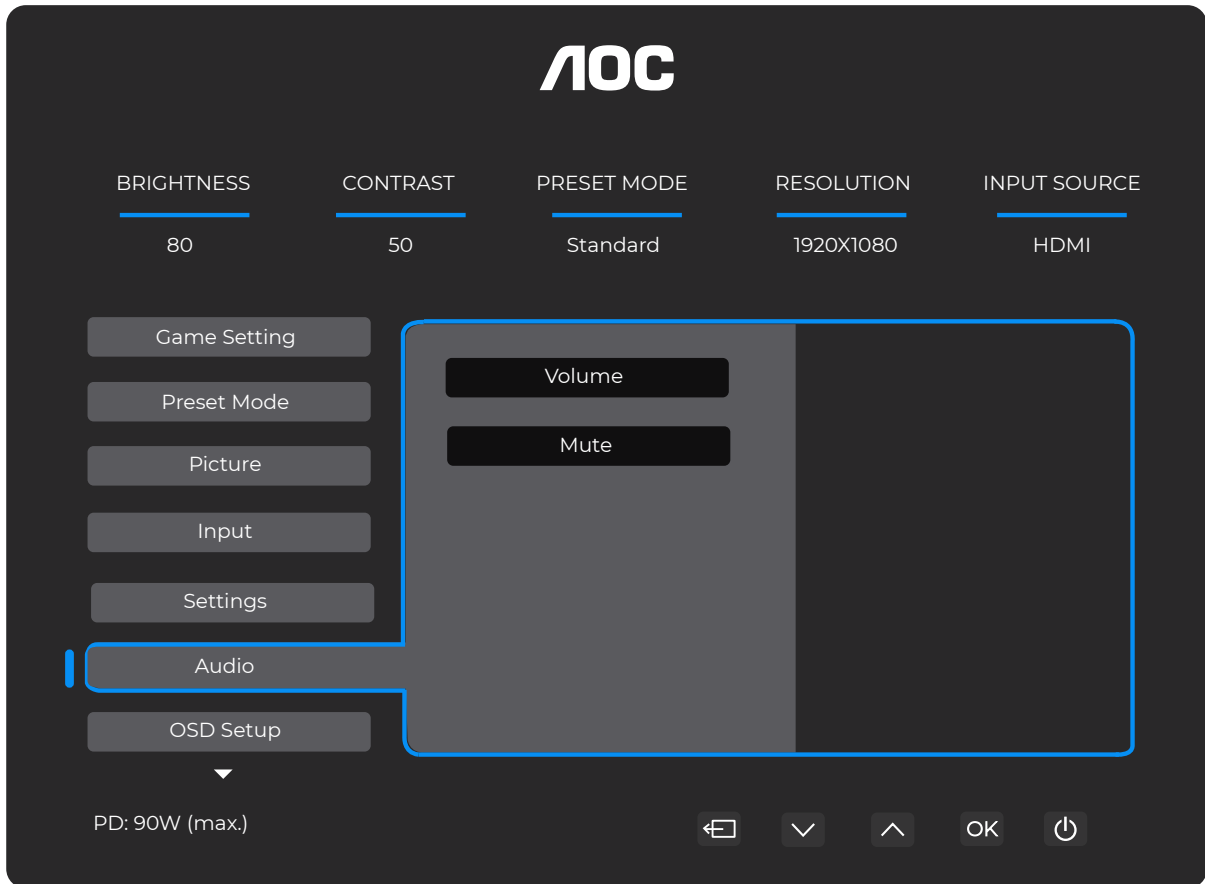 AOC
BRIGHTNESS CONTRAST PRESET MODE RESOLUTION INPUT SOURCE
80 50 Standard 1920X1080 HDMI
Game Setting
Preset Mode
Picture
Input
Settings
Audio
OSD Setup
Volume
Mute
PD: 90W (max.)
OK